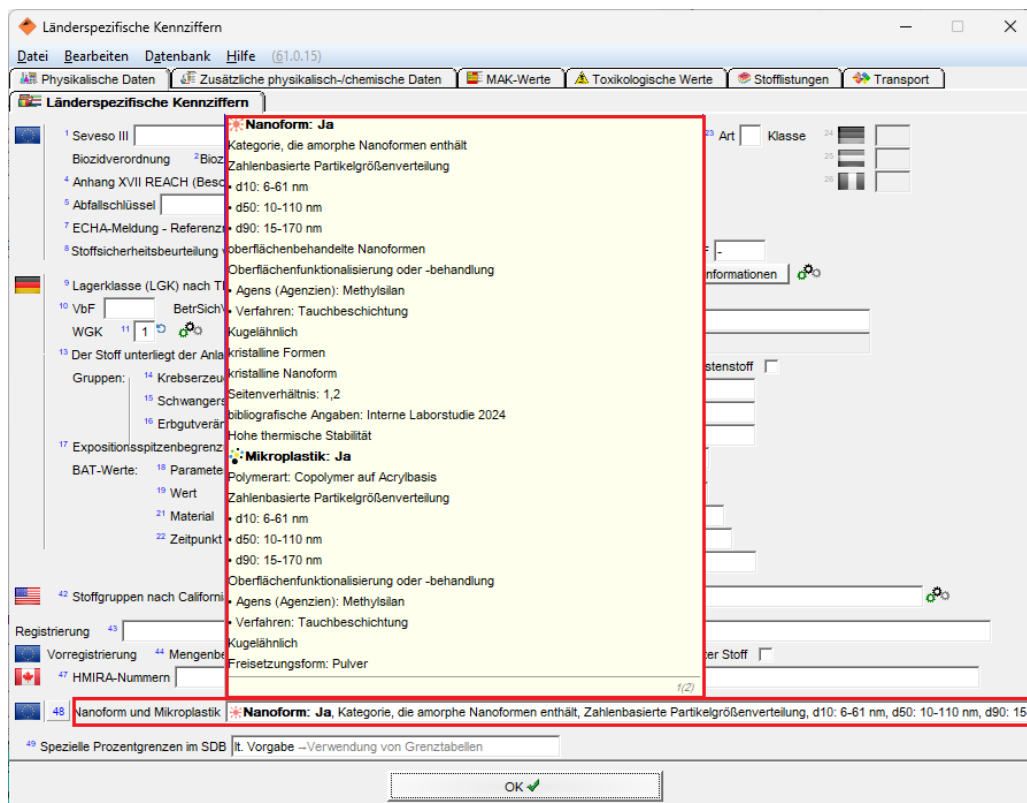 Länderspezifische Kennziffern
Datei Bearbeiten Datenbank Hilfe (61.0.15)
Physikalische Daten Zusätzliche physikalisch-/chemische Daten MAK-Werte Toxikologische Werte Stofflistungen Transport
Länderspezifische Kennziffern
1 Seveso III
23 Art Klasse 24
Biozidverordnung 2 Bioz
25
4 Anhang XVII REACH (Besc
26
5 Abfallschlüssel
7 ECHA-Meldung - Referenzn
8 Stoffsicherheitsbeurteilung v
-
nformationen
9 Lagerklasse (LGK) nach T
10 VbF BetrSichV
WGK 11 1
13 Der Stoff unterliegt der Anla
stenstoff
Gruppen: 14 Krebserzeu
15 Schwangers
16 Erbgutverän
17 Expositionsspitzenbegrenz
BAT-Werte: 18 Paramete
19 Wert
21 Material
22 Zeitpunkt
42 Stoffgruppen nach Californi
Registrierung 43
Vorregistrierung 44 Mengenbe
ter Stoff
47 HMIRA-Nummern
Nanoform: Ja
Kategorie, die amorphe Nanoformen enthält
Zahlenbasierte Partikelgrößenverteilung
• d10: 6-61 nm
• d50: 10-110 nm
• d90: 15-170 nm
oberflächenbehandelte Nanoformen
Oberflächenfunktionalisierung oder -behandlung
• Agens (Agenzien): Methylsilan
• Verfahren: Tauchbeschichtung
Kugelähnlich
kristalline Formen
kristalline Nanoform
Seitenverhältnis: 1,2
bibliografische Angaben: Interne Laborstudie 2024
Hohe thermische Stabilität
Mikroplastik: Ja
Polymerart: Copolymer auf Acrylbasis
Zahlenbasierte Partikelgrößenverteilung
• d10: 6-61 nm
• d50: 10-110 nm
• d90: 15-170 nm
Oberflächenfunktionalisierung oder -behandlung
• Agens (Agenzien): Methylsilan
• Verfahren: Tauchbeschichtung
Kugelähnlich
Freisetzungsform: Pulver
1(2)
48 Nanoform und Mikroplastik Nanoform: Ja, Kategorie, die amorphe Nanoformen enthält, Zahlenbasierte Partikelgrößenverteilung, d10: 6-61 nm, d50: 10-110 nm, d90: 15
49 Spezielle Prozentgrenzen im SDB lt. Vorgabe →Verwendung von Grenztabellen
OK